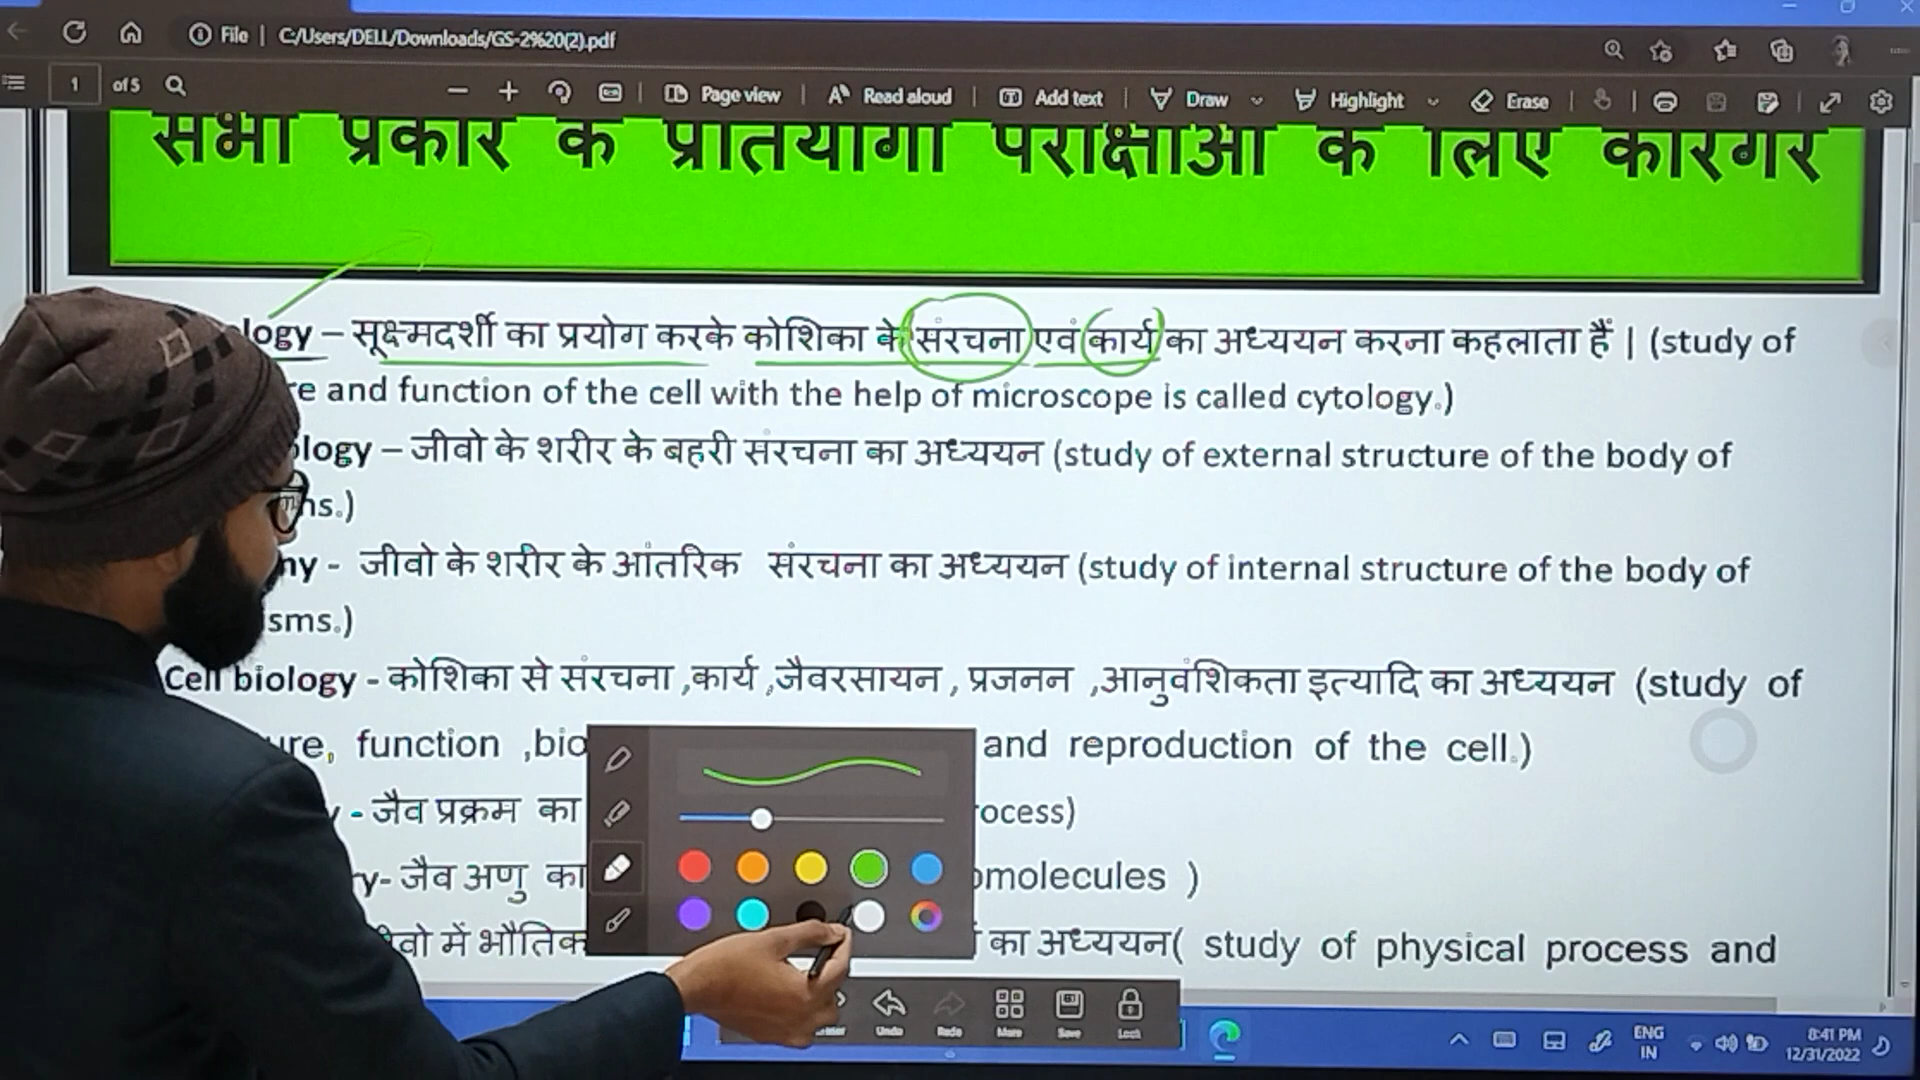 File | C:/Users/DELL/Downloads/GS-2%20(2).pdf
1 of 5 Page view Read aloud Add text Draw Highlight Erase
सभी प्रकार के प्रतियोगी परीक्षाओं के लिए कारगर
logy – सूक्ष्मदर्शी का प्रयोग करके कोशिका के संरचना एवं कार्य का अध्ययन करना कहलाता हैं | (study of
e and function of the cell with the help of microscope is called cytology.)
logy – जीवो के शरीर के बहरी संरचना का अध्ययन (study of external structure of the body of
ms.)
ny - जीवो के शरीर के आंतरिक संरचना का अध्ययन (study of internal structure of the body of
sms.)
Cell biology - कोशिका से संरचना ,कार्य ,जैवरसायन , प्रजनन ,आनुवंशिकता इत्यादि का अध्ययन (study of
ure, function ,bio and reproduction of the cell.)
- जैव प्रक्रम का ocess)
y- जैव अणु का omolecules )
वो में भौतिक का अध्ययन( study of physical process and
Undo Redo More Save Lock
ENG
IN
8:41 PM
12/31/2022